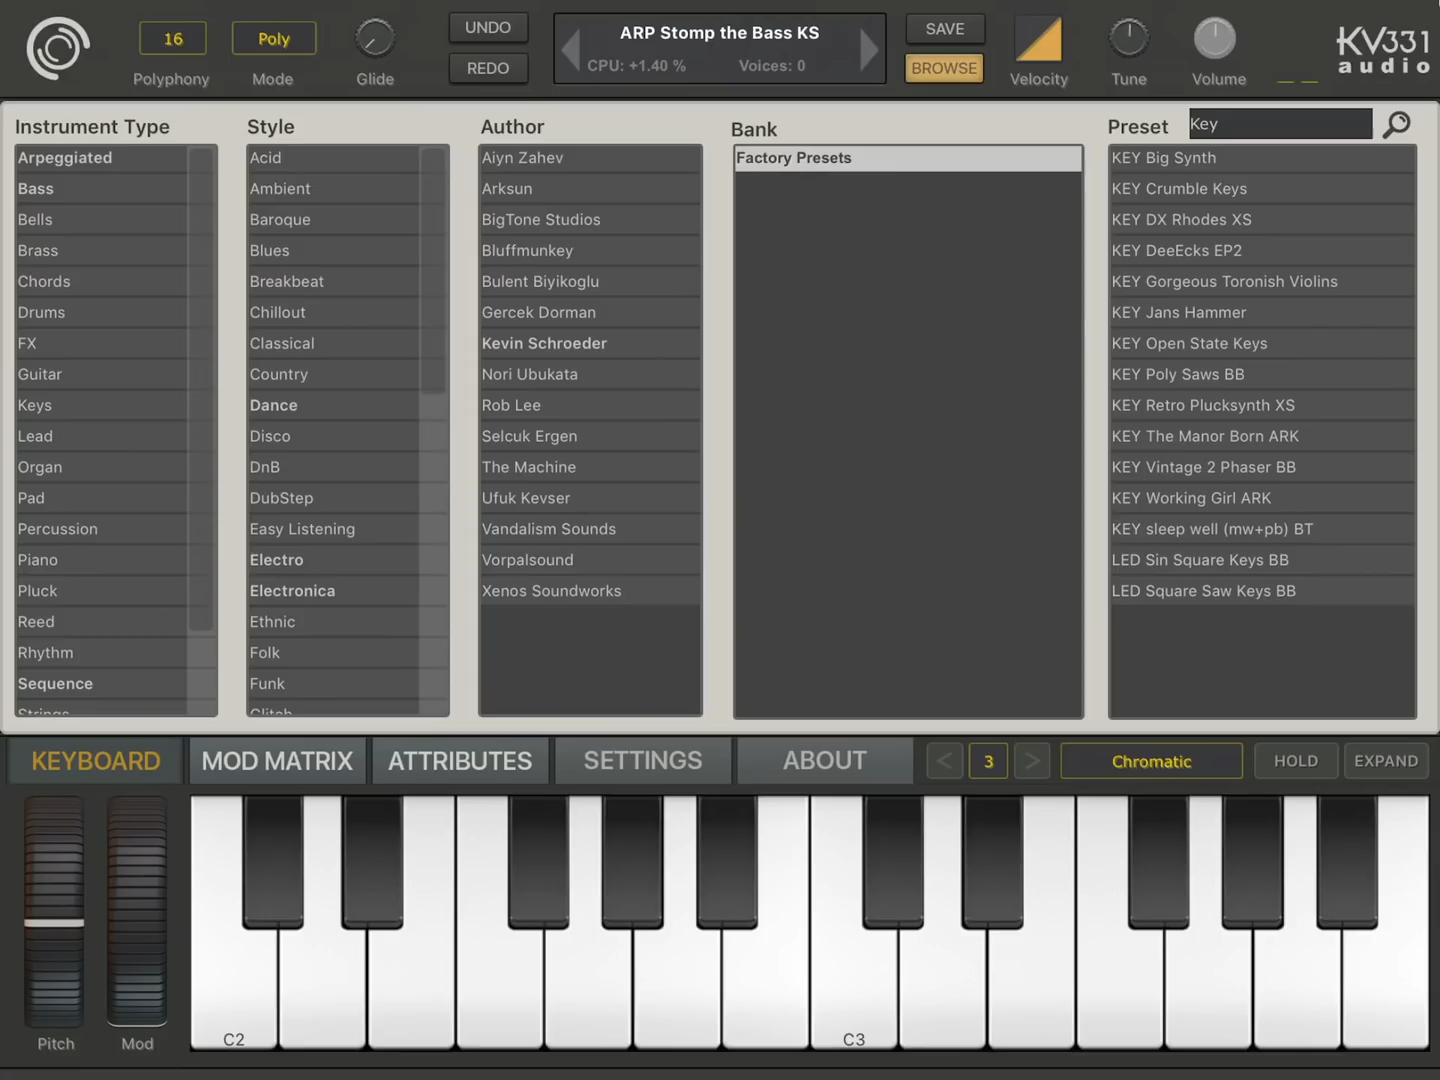 16
Polyphony
Poly
Mode
Glide
UNDO
REDO
ARP Stomp the Bass KS
CPU: +1.40 %
Voices: 0
SAVE
BROWSE
Velocity
Tune
Volume
KV331
audio
Instrument Type
Arpeggiated
Bass
Bells
Brass
Chords
Drums
FX
Guitar
Keys
Lead
Organ
Pad
Percussion
Piano
Pluck
Reed
Rhythm
Sequence
Strings
Style
Acid
Ambient
Baroque
Blues
Breakbeat
Chillout
Classical
Country
Dance
Disco
DnB
DubStep
Easy Listening
Electro
Electronica
Ethnic
Folk
Funk
Glitch
Author
Aiyn Zahev
Arksun
BigTone Studios
Bluffmunkey
Bulent Biyikoglu
Gercek Dorman
Kevin Schroeder
Nori Ubukata
Rob Lee
Selcuk Ergen
The Machine
Ufuk Kevser
Vandalism Sounds
Vorpalsound
Xenos Soundworks
Bank
Factory Presets
Preset
Key
KEY Big Synth
KEY Crumble Keys
KEY DX Rhodes XS
KEY DeeEcks EP2
KEY Gorgeous Toronish Violins
KEY Jans Hammer
KEY Open State Keys
KEY Poly Saws BB
KEY Retro Plucksynth XS
KEY The Manor Born ARK
KEY Vintage 2 Phaser BB
KEY Working Girl ARK
KEY sleep well (mw+pb) BT
LED Sin Square Keys BB
LED Square Saw Keys BB
KEYBOARD
MOD MATRIX
ATTRIBUTES
SETTINGS
ABOUT
<
3
>
Chromatic
HOLD
EXPAND
Pitch
Mod
C2
C3